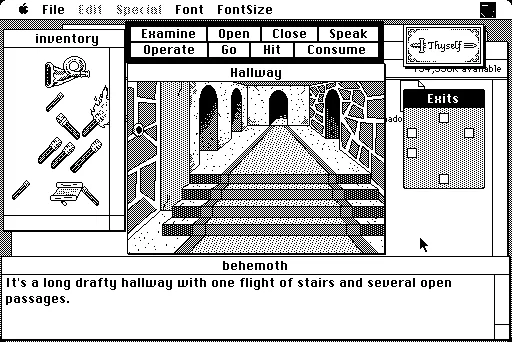 File Edit Special Font FontSize
inventory
Examine Open Close Speak
Operate Go Hit Consume
Thyself
available
Hallway
Exits
behemoth
It's a long drafty hallway with one flight of stairs and several open
passages.